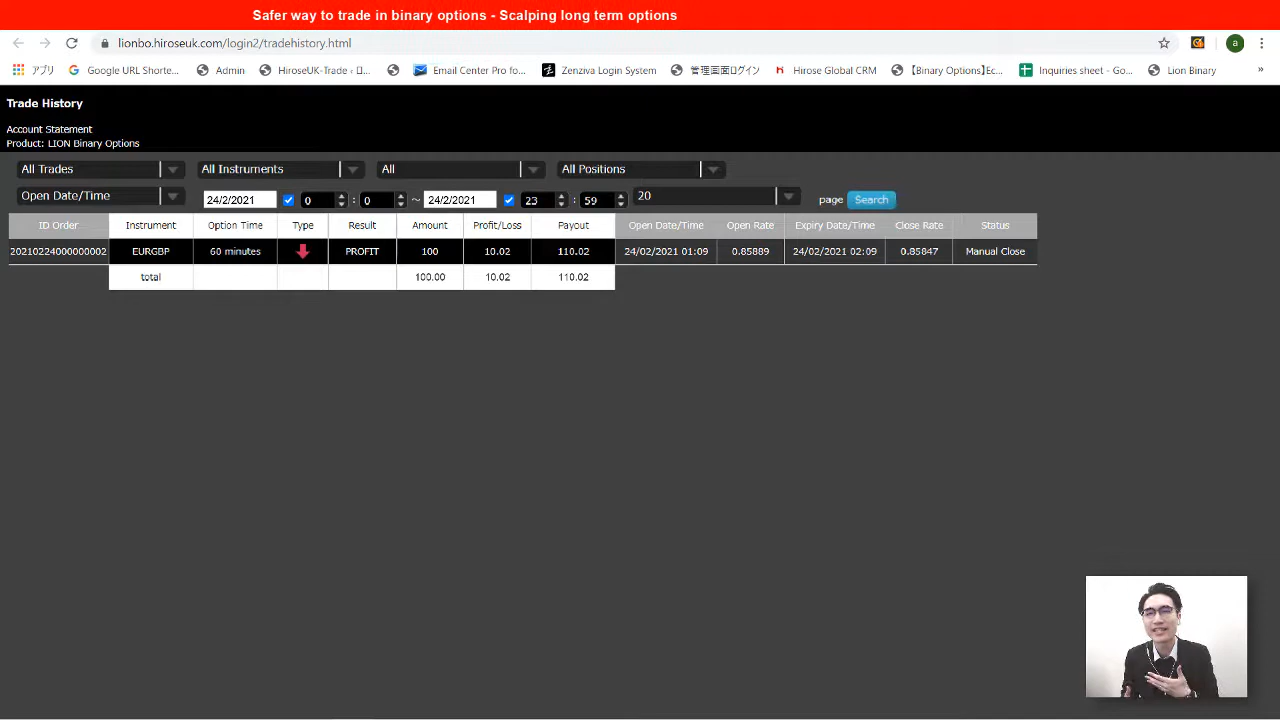 Safer way to trade in binary options - Scalping long term options
lionbo.hiroseuk.com/login2/tradehistory.html
a
アプリ Google URL Shorte... Admin HiroseUK-Trade ‹ ロ... Email Center Pro fo... Zenziva Login System 管理画面ログイン Hirose Global CRM 【Binary Options】Ec... Inquiries sheet - Go... Lion Binary »
Trade History
Account Statement
Product: LION Binary Options
All Trades All Instruments All All Positions
Open Date/Time 24/2/2021 0 : 0 ~ 24/2/2021 23 : 59 20 page Search
ID Order Instrument Option Time Type Result Amount Profit/Loss Payout Open Date/Time Open Rate Expiry Date/Time Close Rate Status
20210224000000002 EURGBP 60 minutes PROFIT 100 10.02 110.02 24/02/2021 01:09 0.85889 24/02/2021 02:09 0.85847 Manual Close
total 100.00 10.02 110.02